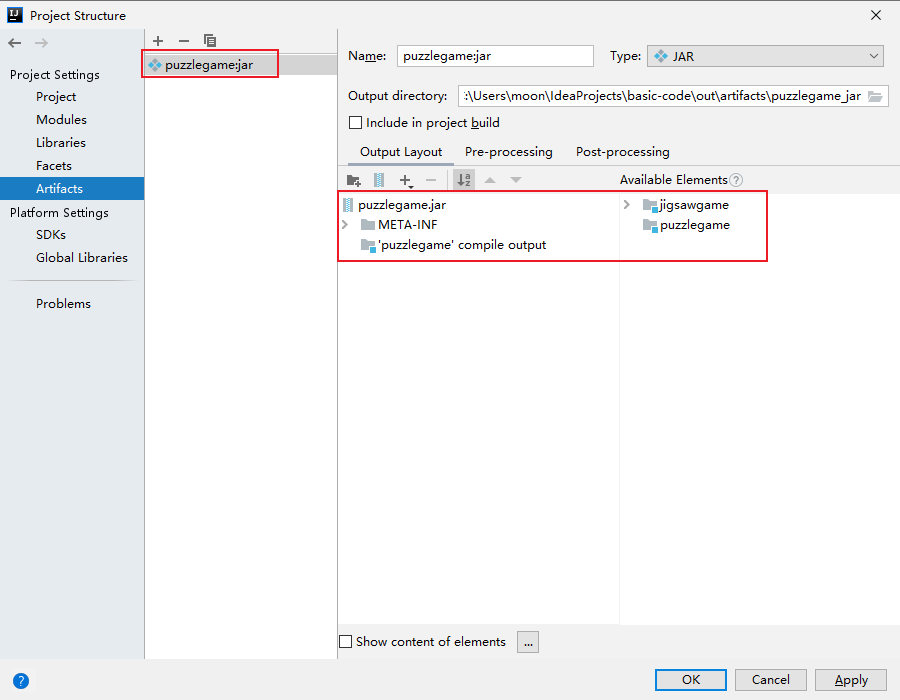 Project Structure
Project Settings
Project
Modules
Libraries
Facets
Artifacts
Platform Settings
SDKs
Global Libraries
Problems
puzzlegame:jar
Name: puzzlegame:jar Type: JAR
Output directory: :\Users\moon\IdeaProjects\basic-code\out\artifacts\puzzlegame_jar
Include in project build
Output Layout Pre-processing Post-processing
Available Elements
puzzlegame.jar
META-INF
'puzzlegame' compile output
jigsawgame
puzzlegame
Show content of elements ...
OK Cancel Apply